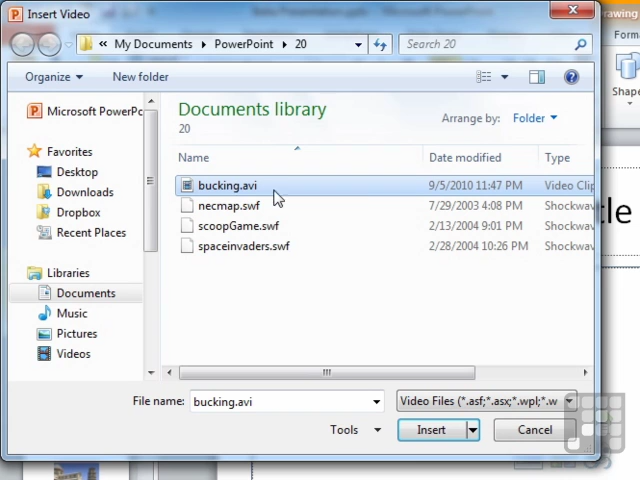 Insert Video
Drawing
« My Documents PowerPoint 20
Search 20
Organize
New folder
Microsoft PowerPo
Favorites
Desktop
Downloads
Dropbox
Recent Places
Libraries
Documents
Music
Pictures
Videos
Documents library
20
Arrange by: Folder
Name Date modified Type
bucking.avi 9/5/2010 11:47 PM Video Clip
necmap.swf 7/29/2003 4:08 PM Shockwav
scoopGame.swf 2/13/2004 9:01 PM Shockwav
spaceinvaders.swf 2/28/2004 10:26 PM Shockwav
File name: bucking.avi
Video Files (*.asf;*.asx;*.wpl;*.w
Tools Insert Cancel
Forma
Shape
tle